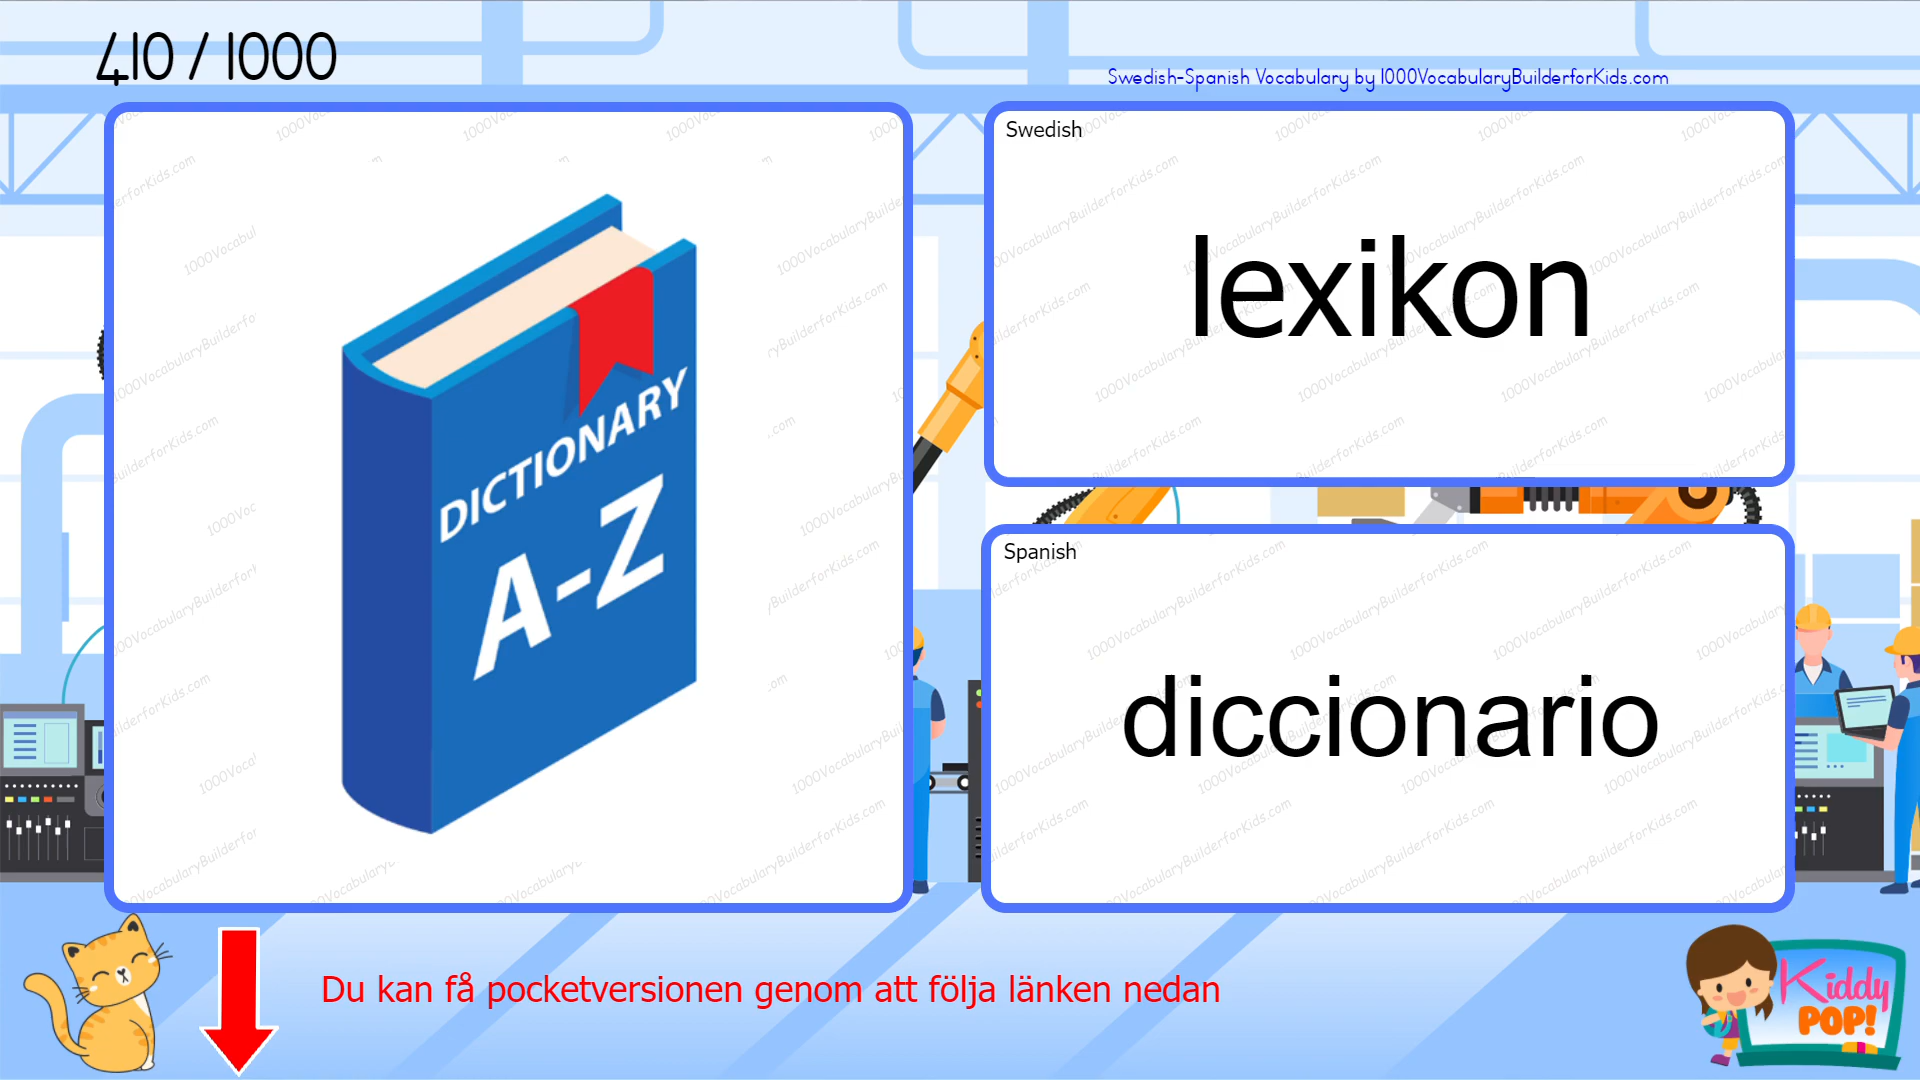 410 / 1000
Swedish-Spanish Vocabulary by 1000VocabularyBuilderforKids.com
DICTIONARY
A-Z
Swedish
lexikon
Spanish
diccionario
Du kan få pocketversionen genom att följa länken nedan
Kiddy
POP!